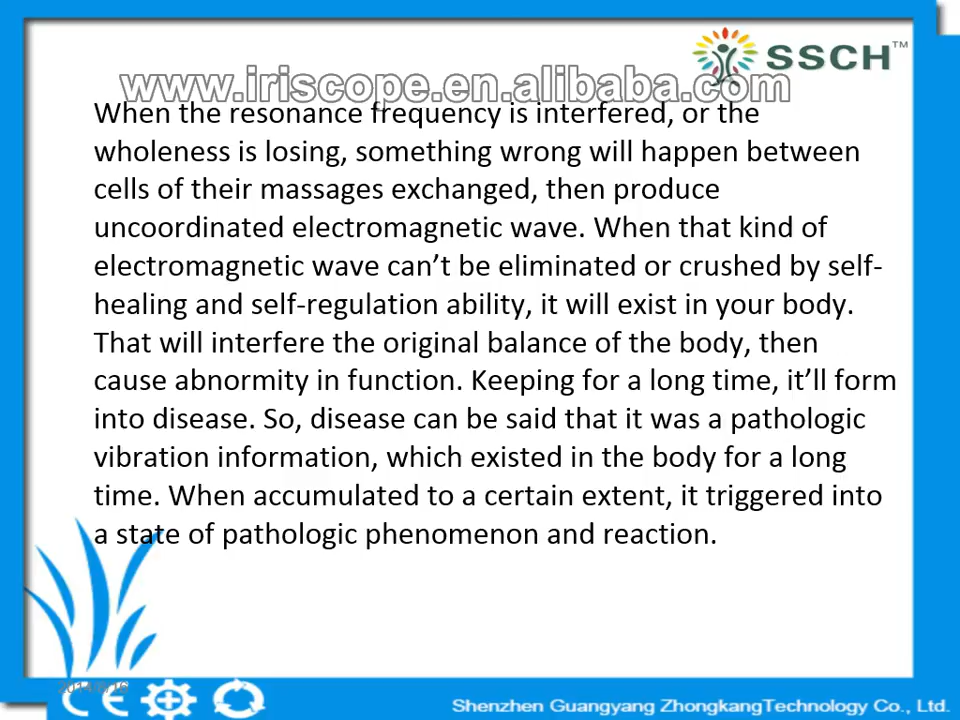 SSCH™
www.iriscope.en.alibaba.com
When the resonance frequency is interfered, or the
wholeness is losing, something wrong will happen between
cells of their massages exchanged, then produce
uncoordinated electromagnetic wave. When that kind of
electromagnetic wave can’t be eliminated or crushed by self-
healing and self-regulation ability, it will exist in your body.
That will interfere the original balance of the body, then
cause abnormity in function. Keeping for a long time, it’ll form
into disease. So, disease can be said that it was a pathologic
vibration information, which existed in the body for a long
time. When accumulated to a certain extent, it triggered into
a state of pathologic phenomenon and reaction.
CE
Shenzhen Guangyang ZhongkangTechnology Co., Ltd.